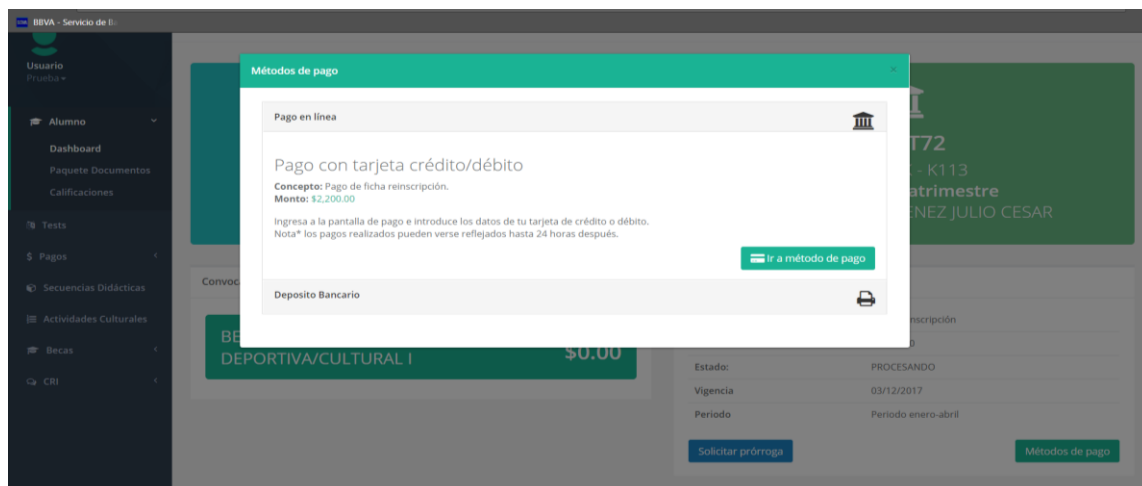 BBVA - Servicio de Ba
Usuario
Prueba
Alumno
Dashboard
Paquete Documentos
Calificaciones
Tests
$ Pagos
Secuencias Didácticas
Actividades Culturales
Becas
CRI
Métodos de pago
×
Pago en línea
Pago con tarjeta crédito/débito
Concepto: Pago de ficha reinscripción.
Monto: $2,200.00
Ingresa a la pantalla de pago e introduce los datos de tu tarjeta de crédito o débito.
Nota* los pagos realizados pueden verse reflejados hasta 24 horas después.
Ir a método de pago
Deposito Bancario
T72
- K113
atrimestre
NEZ JULIO CESAR
Convoc
BE
DEPORTIVA/CULTURAL I
$0.00
nscripción
Estado: PROCESANDO
Vigencia 03/12/2017
Periodo Periodo enero-abril
Solicitar prórroga
Métodos de pago